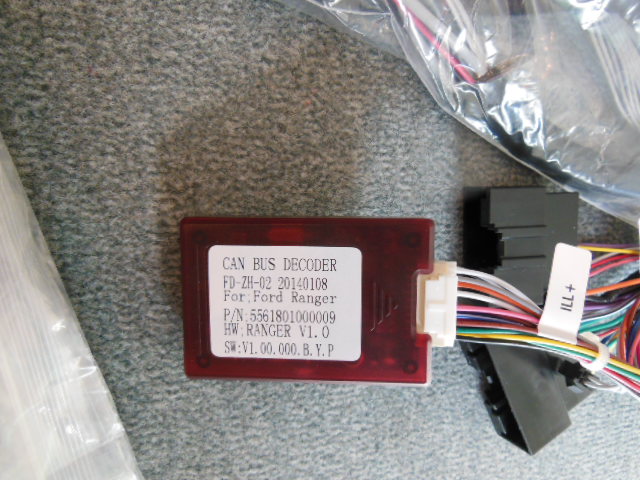 CAN BUS DECODER
FD-ZH-02 20140108
For:Ford Ranger
P/N:5561801000009
HW:RANGER V1.0
SW:V1.00.000.B.Y.P
ILL+